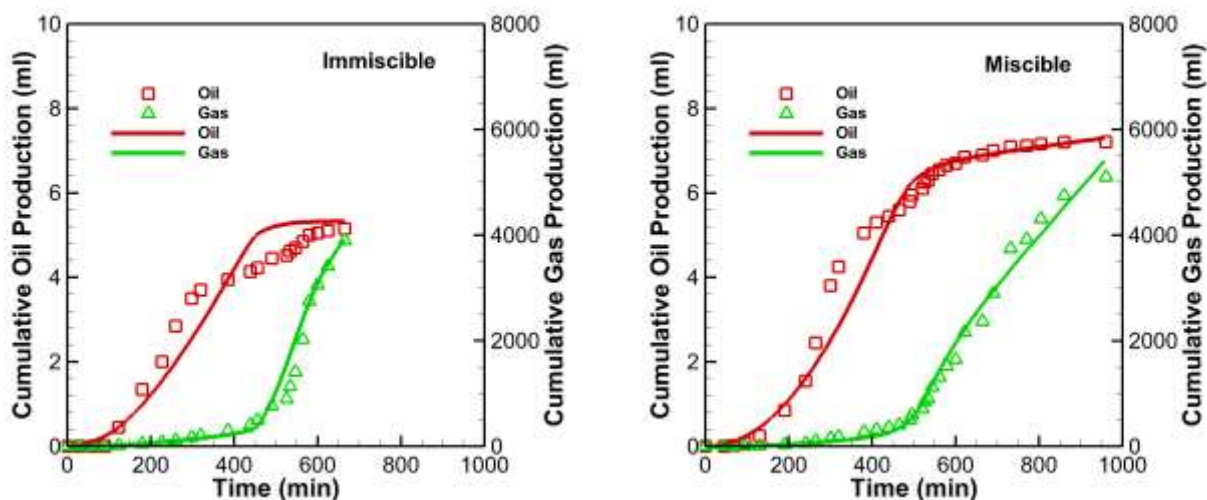 Immiscible
Oil
Gas
Oil
Gas
Cumulative Oil Production (ml)
10
8
6
4
2
0
Cumulative Gas Production (ml)
8000
6000
4000
2000
0
0 200 400 600 800 1000
Time (min)
Miscible
Oil
Gas
Oil
Gas
Cumulative Oil Production (ml)
10
8
6
4
2
0
Cumulative Gas Production (ml)
8000
6000
4000
2000
0
0 200 400 600 800 1000
Time (min)